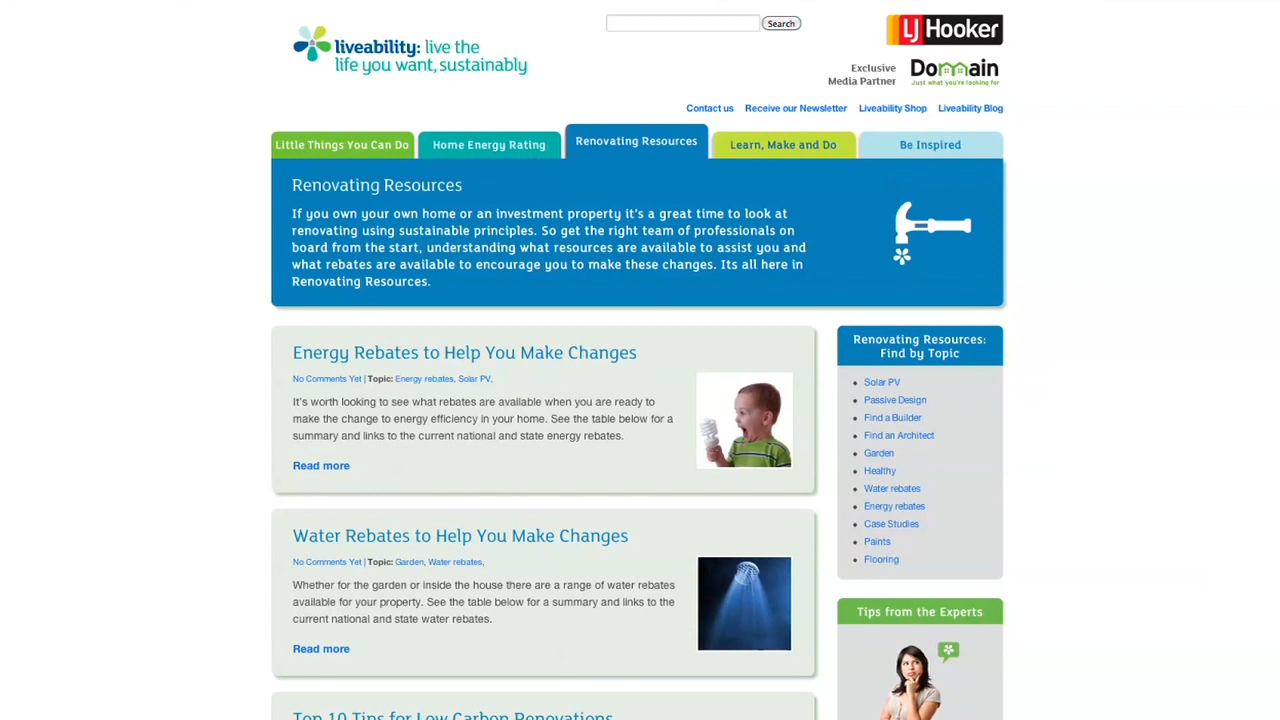 liveability: live the
life you want, sustainably
Search
LJ Hooker
Exclusive
Media Partner
Domain
Just what you're looking for
Contact us
Receive our Newsletter
Liveability Shop
Liveability Blog
Little Things You Can Do
Home Energy Rating
Renovating Resources
Learn, Make and Do
Be Inspired
Renovating Resources
If you own your own home or an investment property it's a great time to look at
renovating using sustainable principles. So get the right team of professionals on
board from the start, understanding what resources are available to assist you and
what rebates are available to encourage you to make these changes. Its all here in
Renovating Resources.
Energy Rebates to Help You Make Changes
No Comments Yet | Topic: Energy rebates, Solar PV,
It's worth looking to see what rebates are available when you are ready to
make the change to energy efficiency in your home. See the table below for a
summary and links to the current national and state energy rebates.
Read more
Water Rebates to Help You Make Changes
No Comments Yet | Topic: Garden, Water rebates,
Whether for the garden or inside the house there are a range of water rebates
available for your property. See the table below for a summary and links to the
current national and state water rebates.
Read more
Top 10 Tips for Low Carbon Renovations
Renovating Resources:
Find by Topic
Solar PV
Passive Design
Find a Builder
Find an Architect
Garden
Healthy
Water rebates
Energy rebates
Case Studies
Paints
Flooring
Tips from the Experts